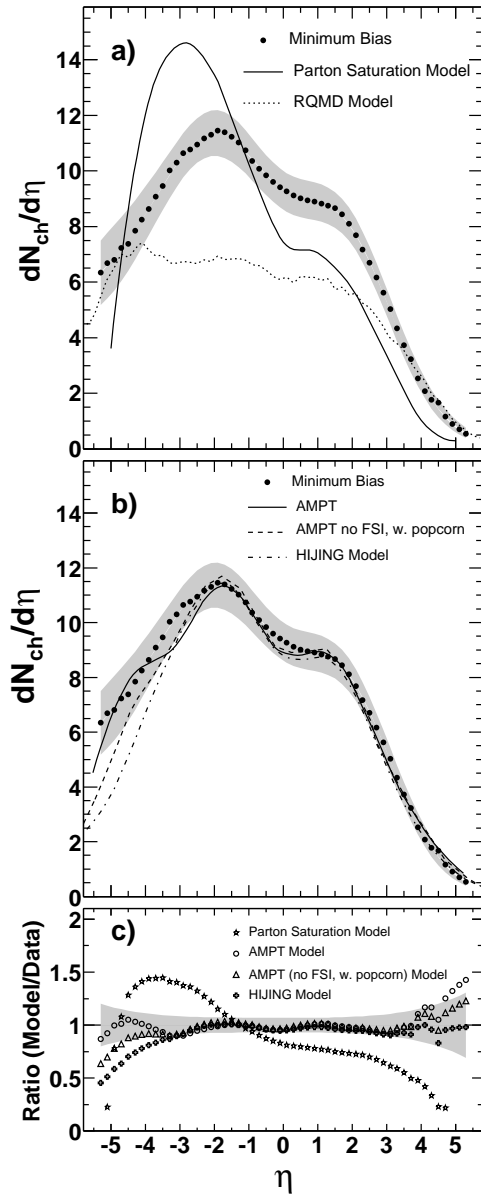 a)
Minimum Bias
Parton Saturation Model
RQMD Model
14
12
10
8
6
4
2
0
dN_ch/dη
b)
Minimum Bias
AMPT
AMPT no FSI, w. popcorn
HIJING Model
14
12
10
8
6
4
2
0
dN_ch/dη
c)
Parton Saturation Model
AMPT Model
AMPT (no FSI, w. popcorn) Model
HIJING Model
2
1.5
1
0.5
0
Ratio (Model/Data)
-5 -4 -3 -2 -1 0 1 2 3 4 5
η